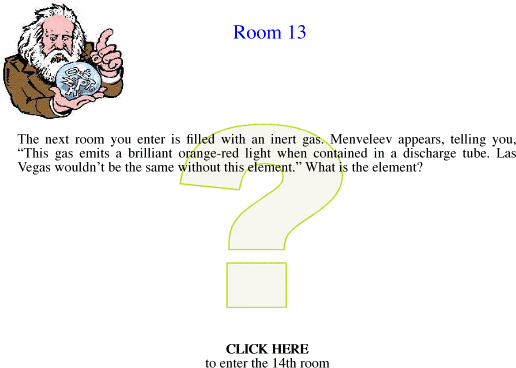 Room 13
The next room you enter is filled with an inert gas. Menveleev appears, telling you,
“This gas emits a brilliant orange-red light when contained in a discharge tube. Las
Vegas wouldn’t be the same without this element.” What is the element?
?
CLICK HERE
to enter the 14th room